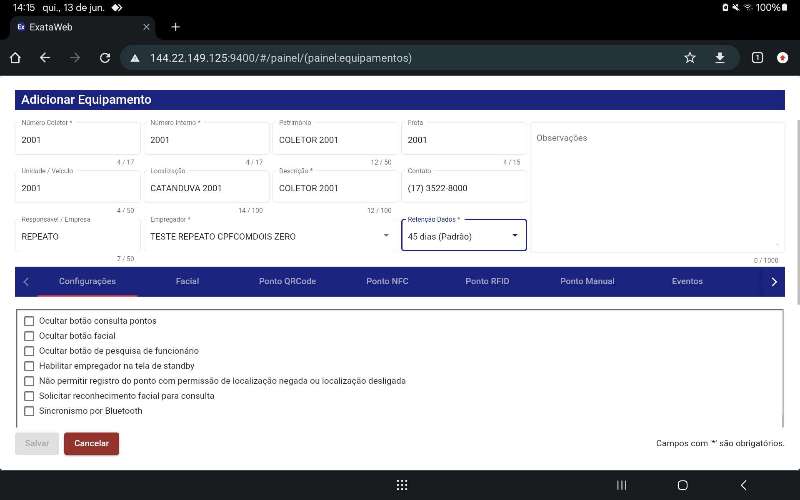 14:15 qui., 13 de jun.
100%
ExataWeb
144.22.149.125:9400/#/painel/(painel:equipamentos)
1
Adicionar Equipamento
Número Coletor *
2001
4 / 17
Número Interno *
2001
4 / 17
Patrimônio
COLETOR 2001
12 / 50
Frota
2001
4 / 15
Observações
0 / 1000
Unidade / Veículo
2001
4 / 50
Localização
CATANDUVA 2001
14 / 100
Descrição *
COLETOR 2001
12 / 100
Contato
(17) 3522-8000
Responsável / Empresa
REPEATO
7 / 50
Empregador *
TESTE REPEATO CPFCOMDOIS ZERO
Retenção Dados *
45 dias (Padrão)
Configurações
Facial
Ponto QRCode
Ponto NFC
Ponto RFID
Ponto Manual
Eventos
Ocultar botão consulta pontos
Ocultar botão facial
Ocultar botão de pesquisa de funcionário
Habilitar empregador na tela de standby
Não permitir registro do ponto com permissão de localização negada ou localização desligada
Solicitar reconhecimento facial para consulta
Sincronismo por Bluetooth
Salvar
Cancelar
Campos com '*' são obrigatórios.